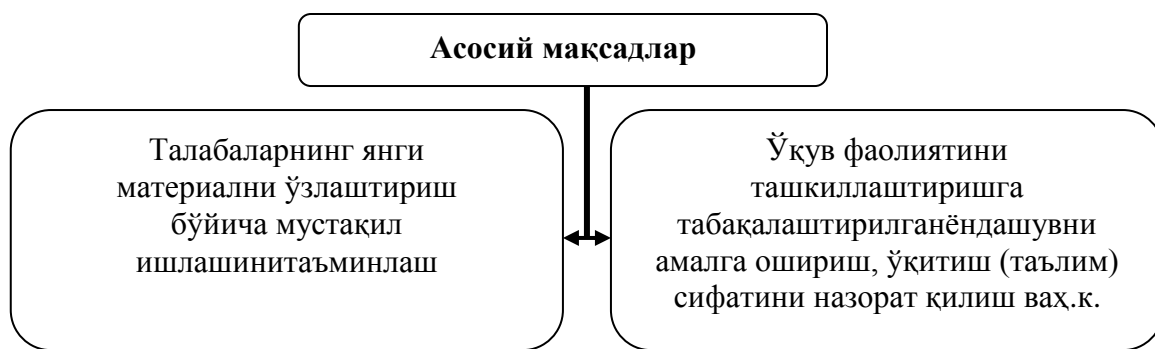 Асосий мақсадлар
Талабаларнинг янги
материални ўзлаштириш
бўйича мустақил
ишлашинитаъминлаш
Ўқув фаолиятини
ташкиллаштиришга
табақалаштирилганёндашувни
амалга ошириш, ўқитиш (таълим)
сифатини назорат қилиш ваҳ.к.